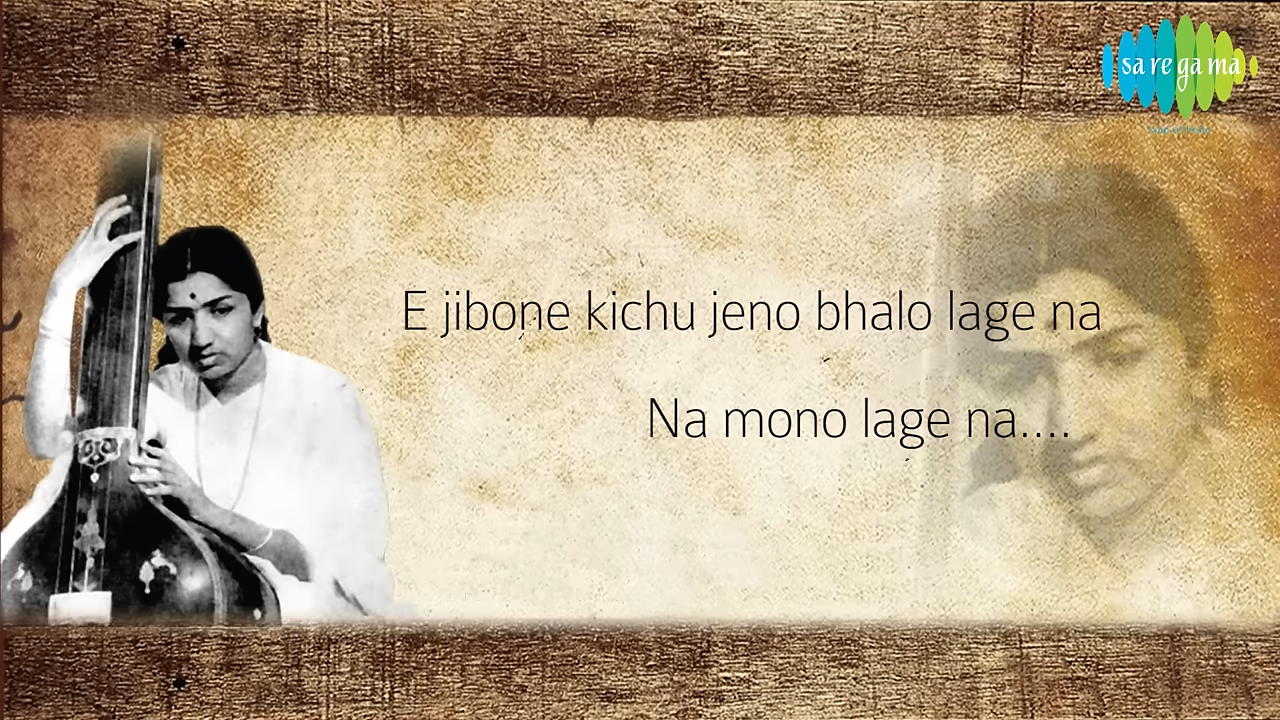 sa re ga ma
E jibone kichu jeno bhalo lage na
Na mono lage na....